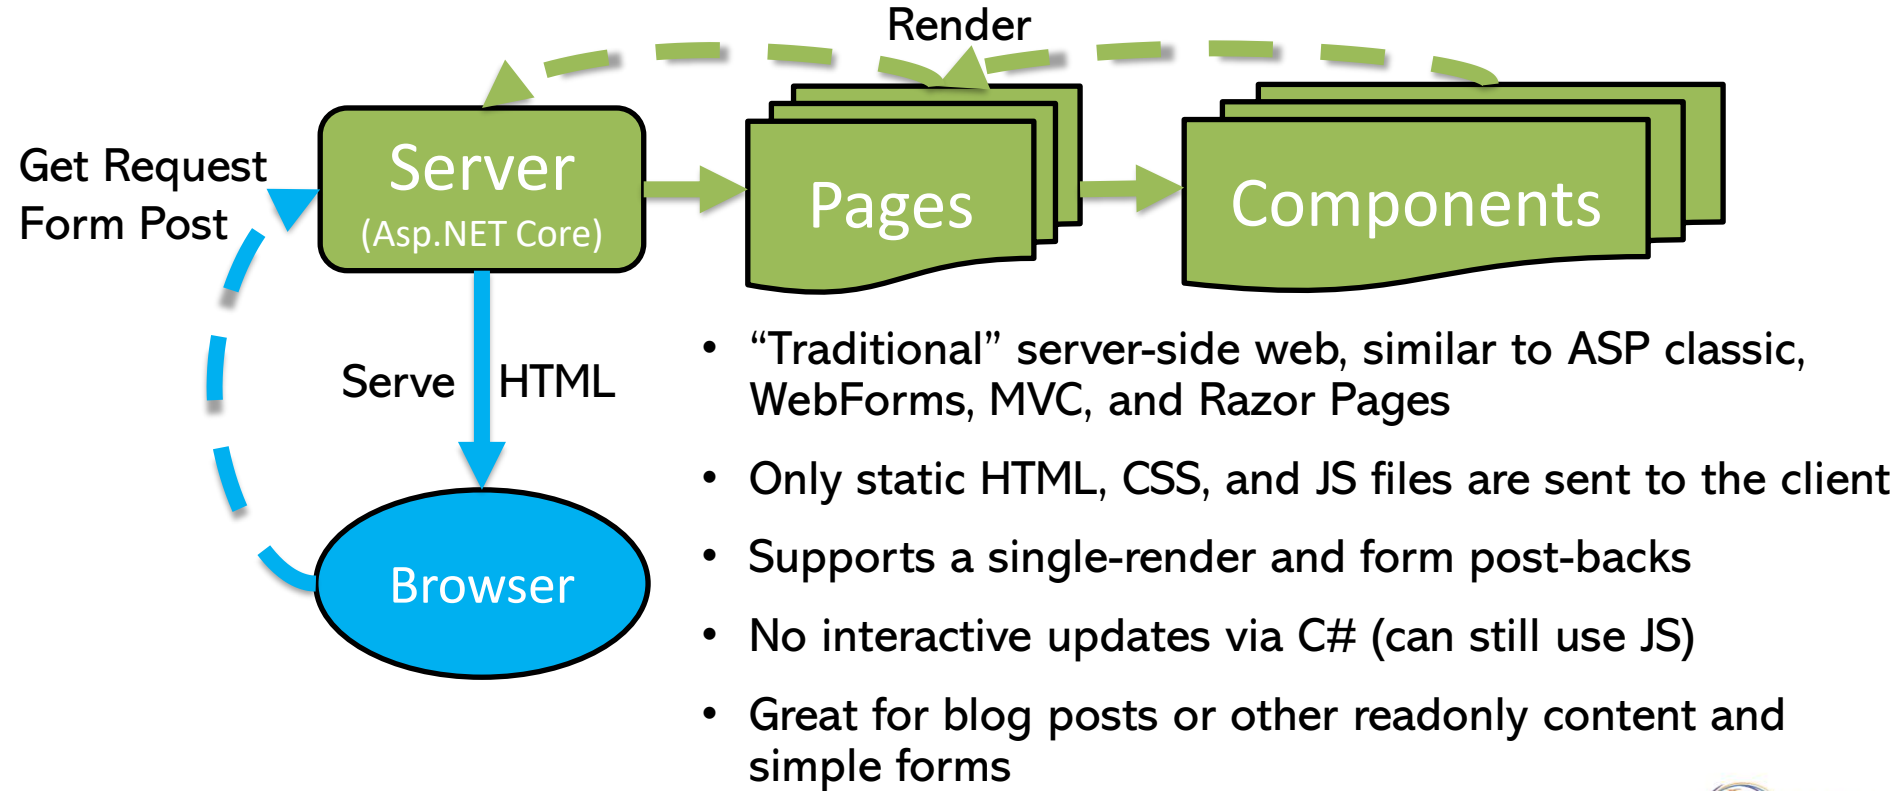 Render
Get Request
Form Post
Server
(Asp.NET Core)
Pages
Components
Serve HTML
Browser
• “Traditional” server-side web, similar to ASP classic,
WebForms, MVC, and Razor Pages
• Only static HTML, CSS, and JS files are sent to the client
• Supports a single-render and form post-backs
• No interactive updates via C# (can still use JS)
• Great for blog posts or other readonly content and
simple forms